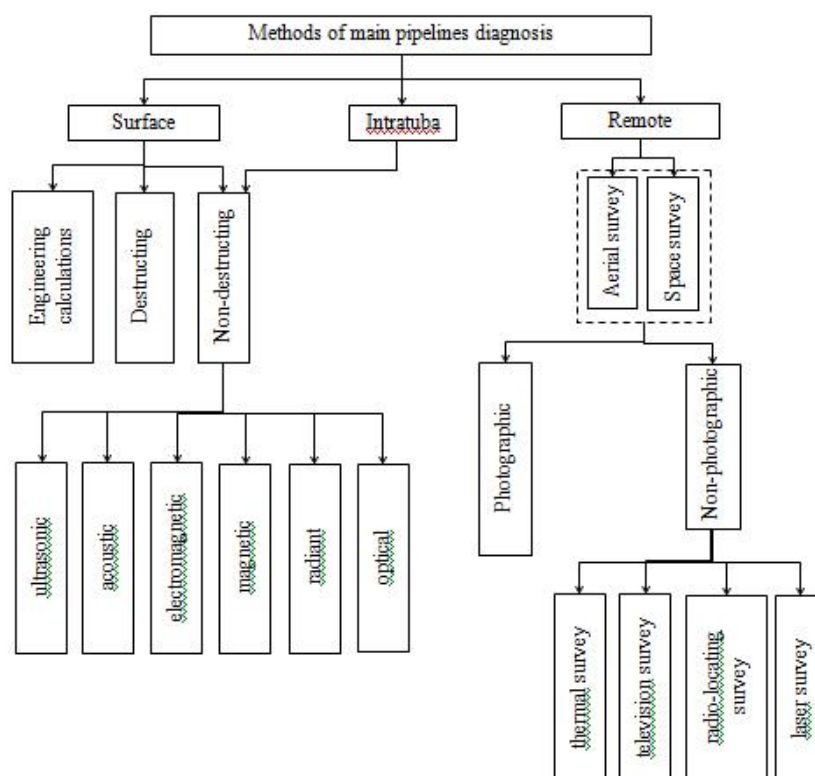 Methods of main pipelines diagnosis
Surface
Intratuba
Remote
Engineering
calculations
Destructing
Non-destructing
Aerial survey
Space survey
Photographic
Non-photographic
ultrasonic
acoustic
electromagnetic
magnetic
radiant
optical
thermal survey
television survey
radio-locating
survey
laser survey